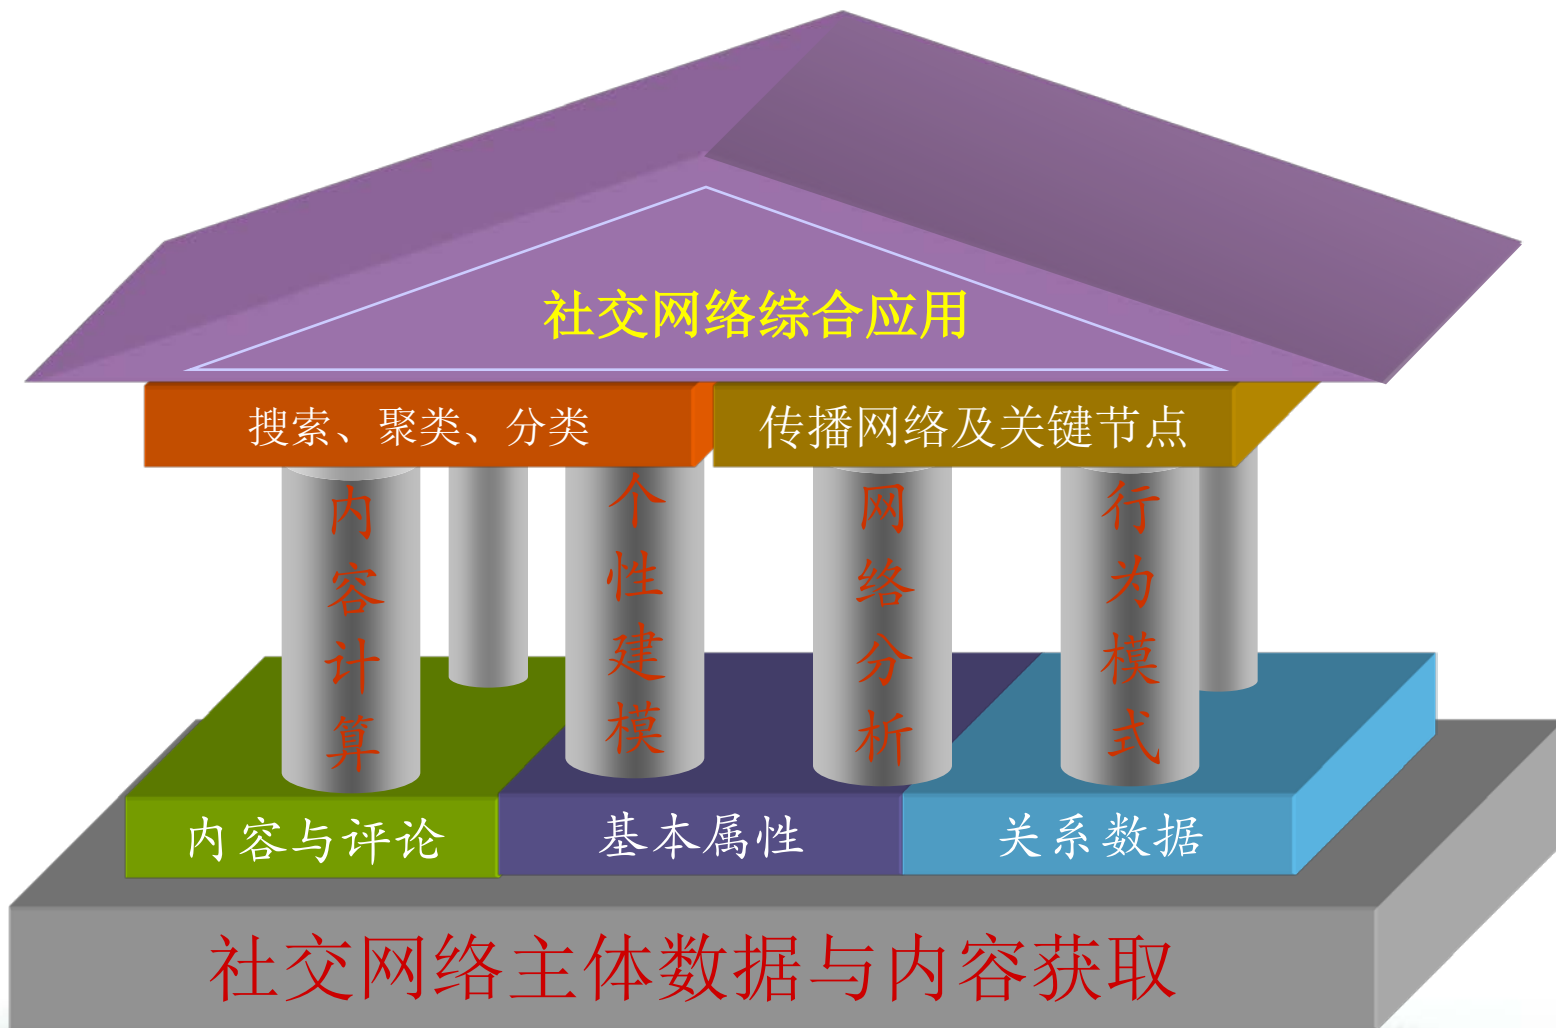 社交网络综合应用
搜索、聚类、分类
传播网络及关键节点
内容计算
个性建模
网络分析
行为模式
内容与评论
基本属性
关系数据
社交网络主体数据与内容获取